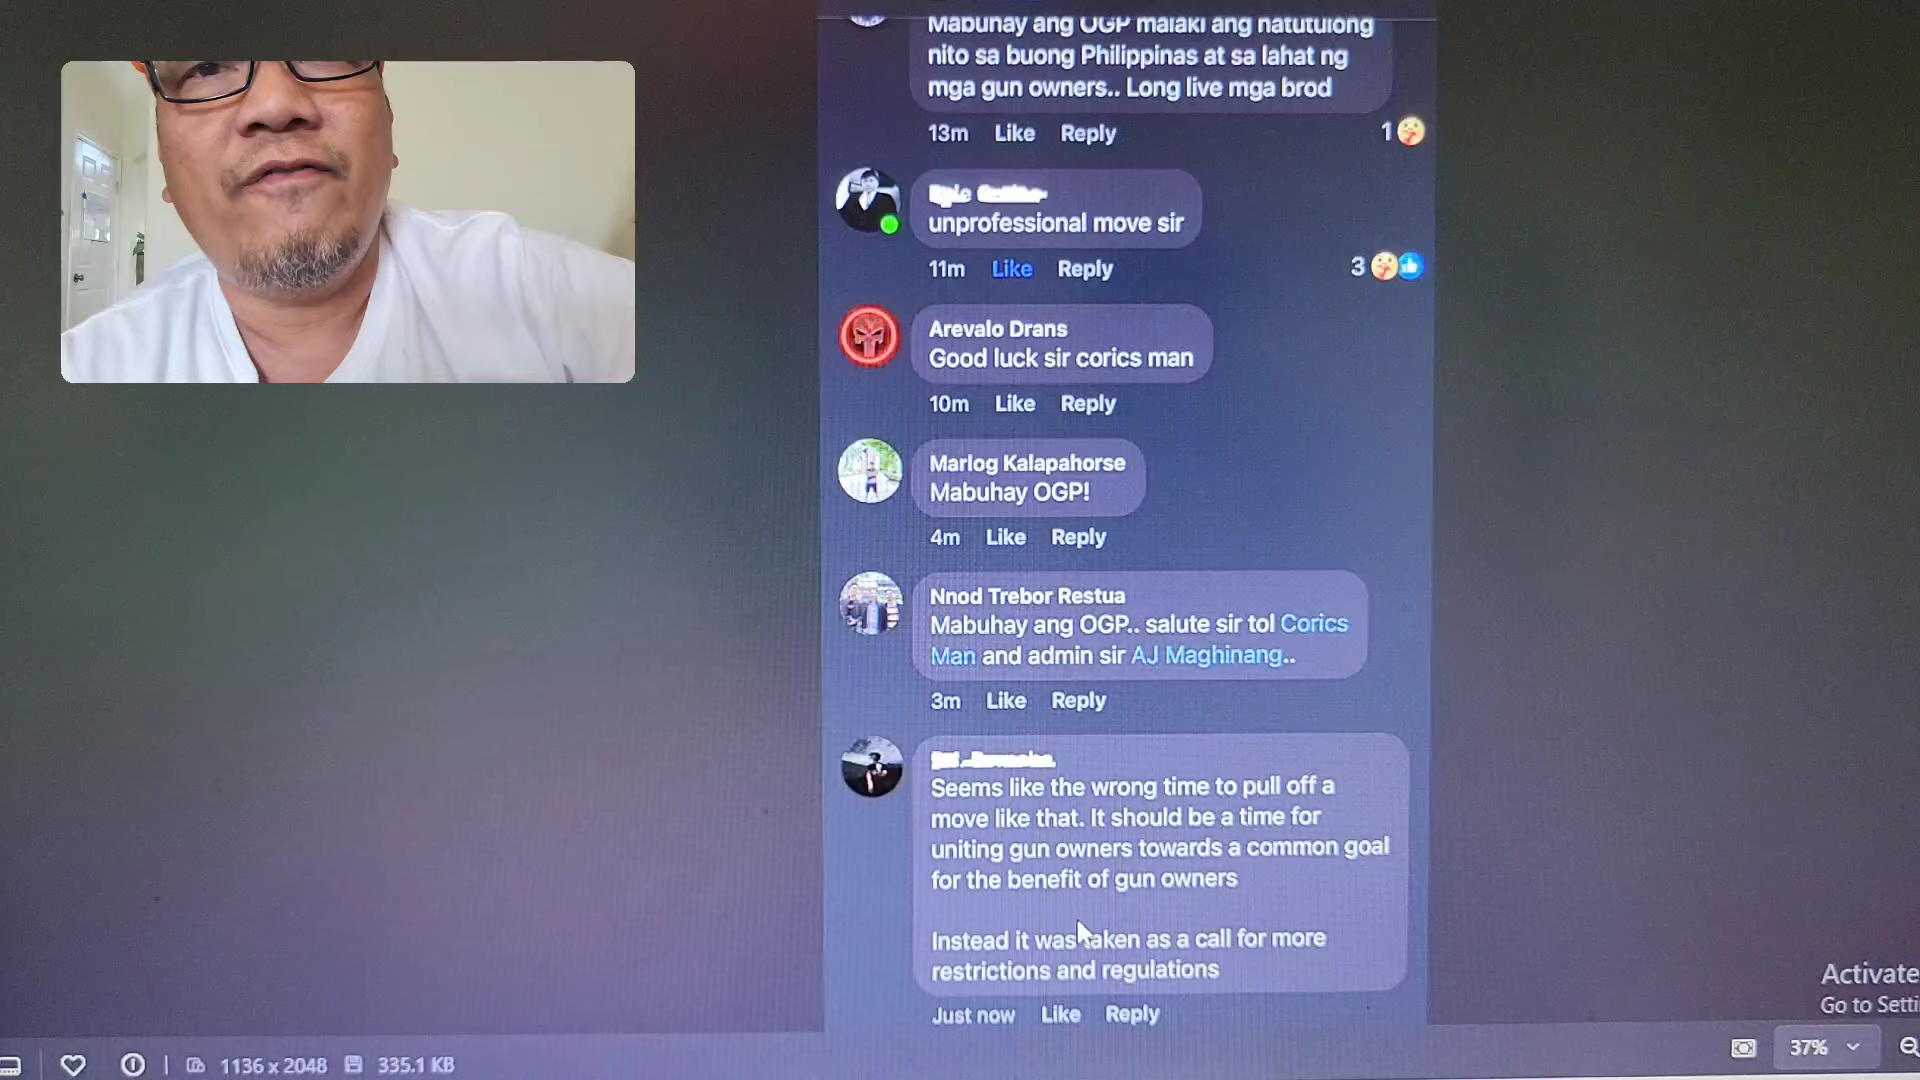 Mabuhay ang OGP malaki ang natutulong
nito sa buong Philippinas at sa lahat ng
mga gun owners.. Long live mga brod
13m Like Reply
1
unprofessional move sir
11m Like Reply
3
Arevalo Drans
Good luck sir corics man
10m Like Reply
Marlog Kalapahorse
Mabuhay OGP!
4m Like Reply
Nnod Trebor Restua
Mabuhay ang OGP.. salute sir tol Corics
Man and admin sir AJ Maghinang..
3m Like Reply
Seems like the wrong time to pull off a
move like that. It should be a time for
uniting gun owners towards a common goal
for the benefit of gun owners
Instead it was taken as a call for more
restrictions and regulations
Just now Like Reply
Activate
Go to Setti
1136 x 2048 335.1 KB
37%